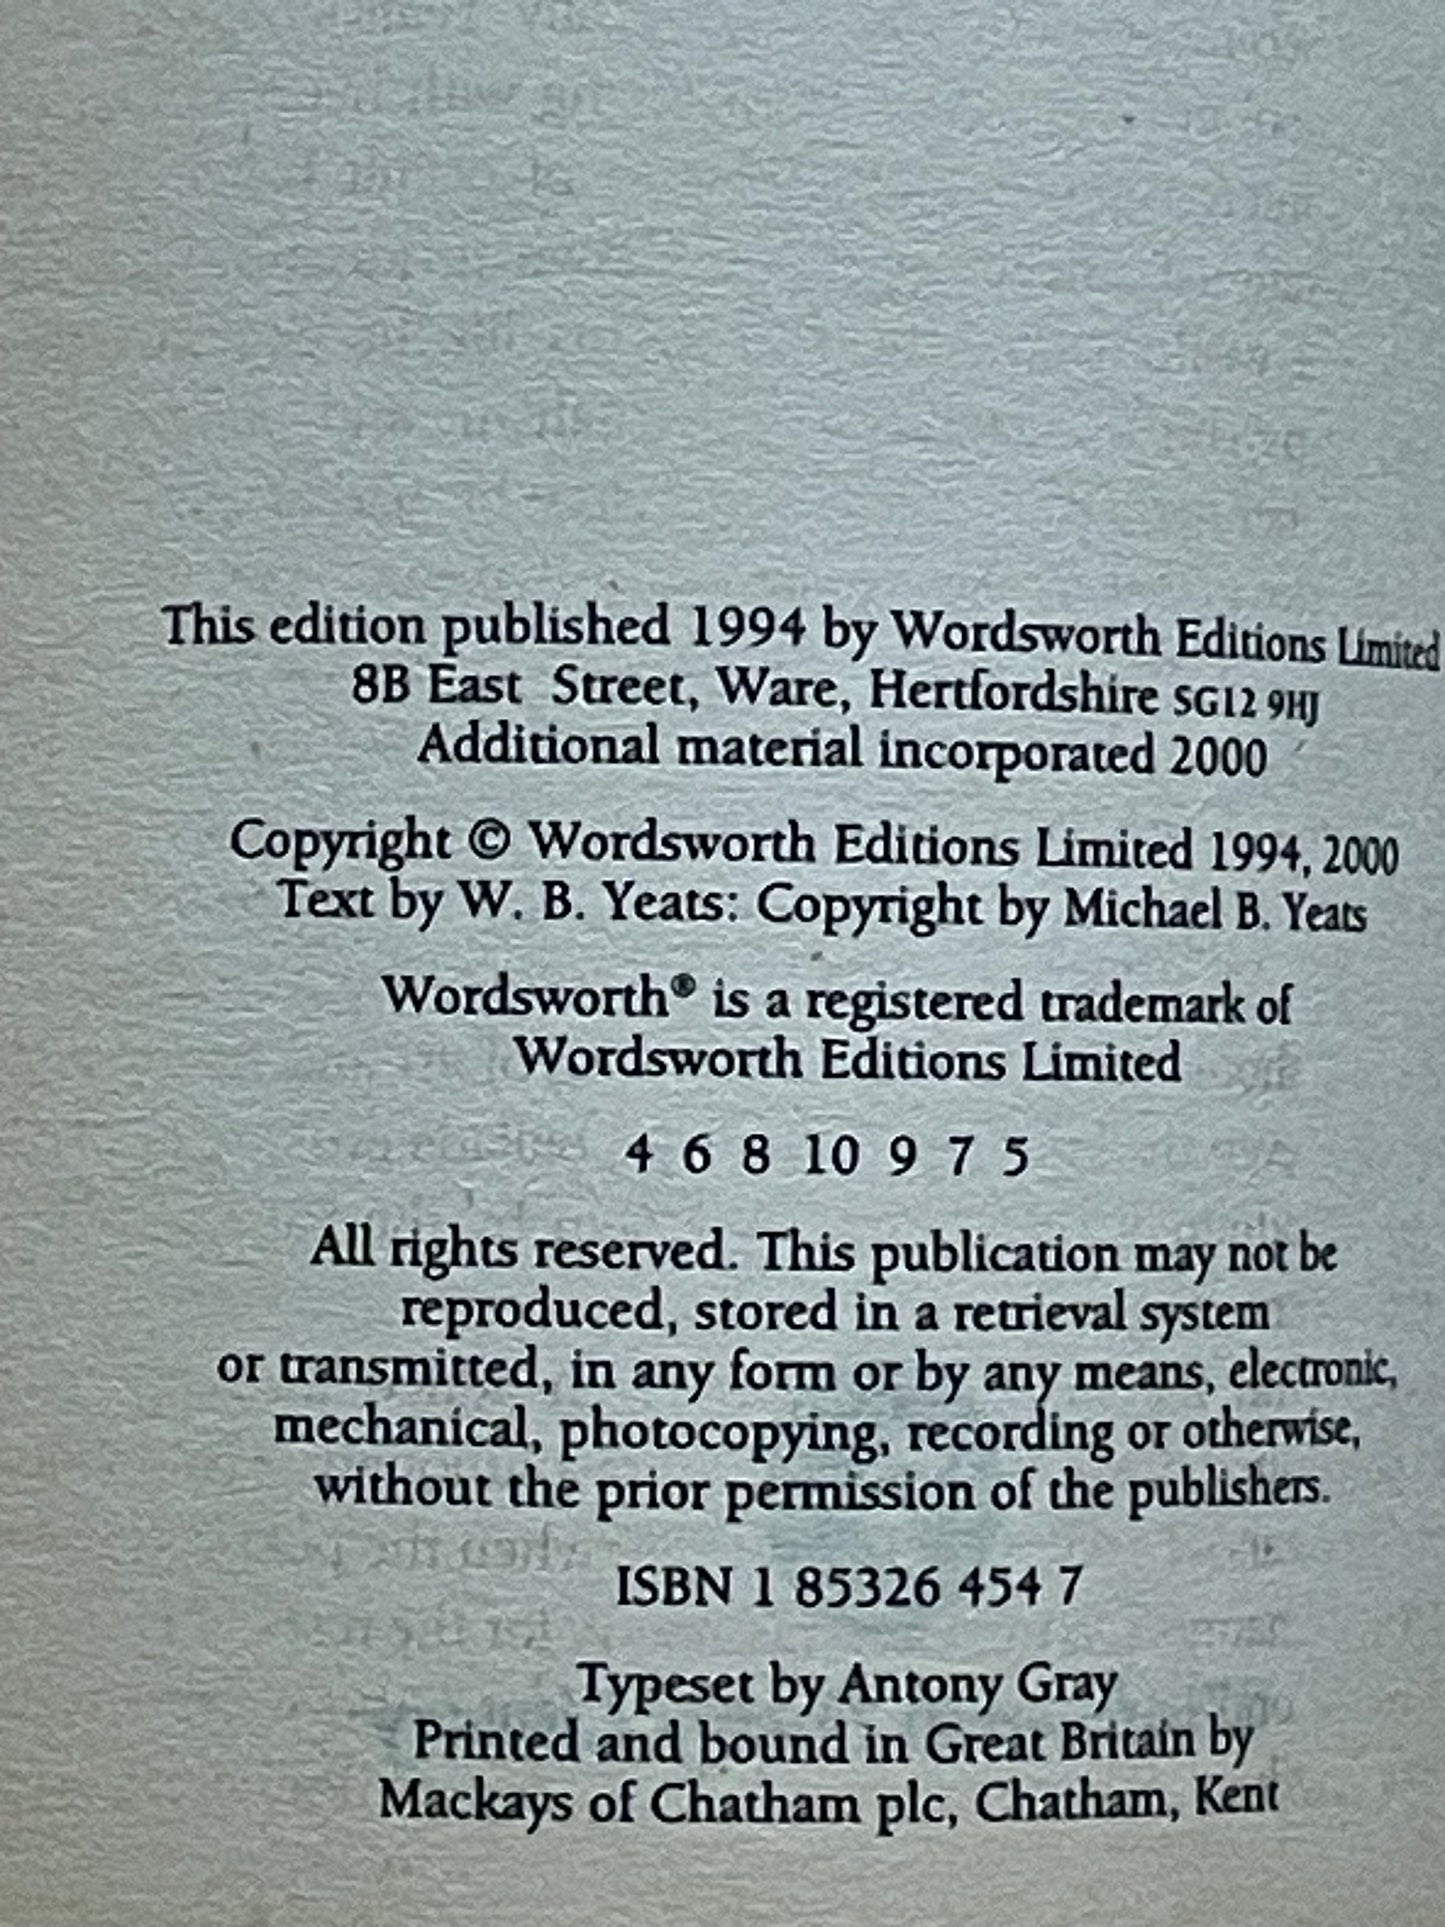 This edition published 1994 by Wordsworth Editions Limited
8B East Street, Ware, Hertfordshire SG12 9HJ
Additional material incorporated 2000
Copyright © Wordsworth Editions Limited 1994, 2000
Text by W. B. Yeats: Copyright by Michael B. Yeats
Wordsworth® is a registered trademark of
Wordsworth Editions Limited
4 6 8 10 9 7 5
All rights reserved. This publication may not be
reproduced, stored in a retrieval system
or transmitted, in any form or by any means, electronic,
mechanical, photocopying, recording or otherwise,
without the prior permission of the publishers.
ISBN 1 85326 454 7
Typeset by Antony Gray
Printed and bound in Great Britain by
Mackays of Chatham plc, Chatham, Kent